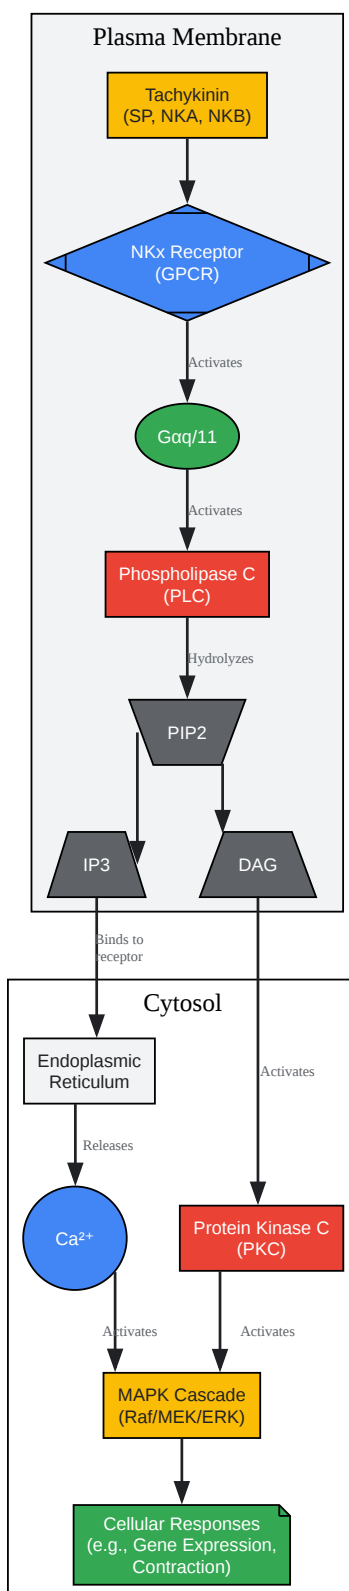 Plasma Membrane
Tachykinin
(SP, NKA, NKB)
NKx Receptor
(GPCR)
Activates
Gαq/11
Activates
Phospholipase C
(PLC)
Hydrolyzes
PIP2
IP3
DAG
Binds to
receptor
Cytosol
Endoplasmic
Reticulum
Activates
Releases
Ca²⁺
Protein Kinase C
(PKC)
Activates
Activates
MAPK Cascade
(Raf/MEK/ERK)
Cellular Responses
(e.g., Gene Expression,
Contraction)